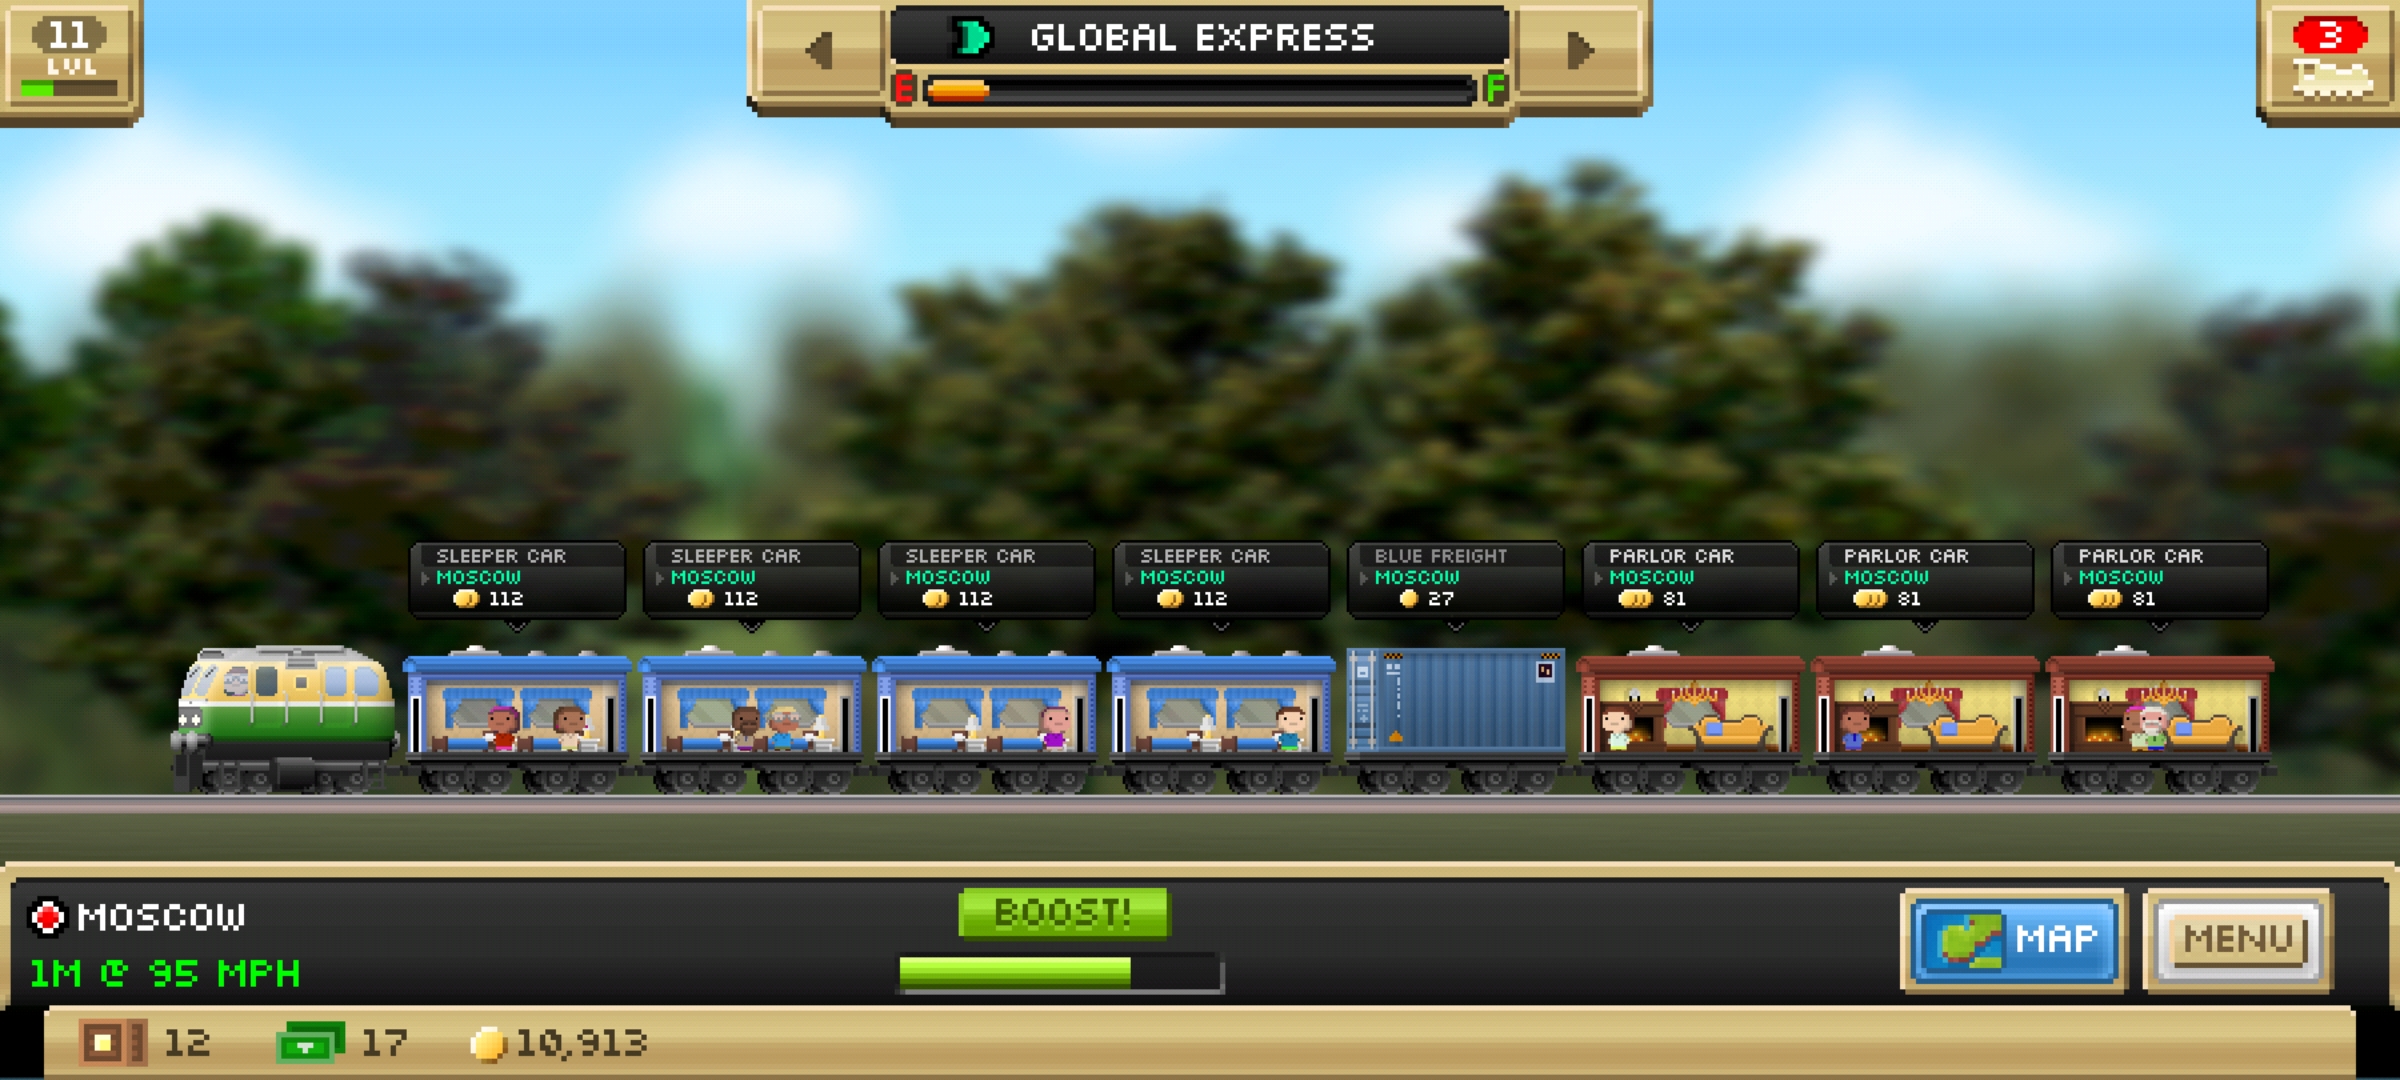 11
LVL
GLOBAL EXPRESS
E F
3
SLEEPER CAR
MOSCOW
112
SLEEPER CAR
MOSCOW
112
SLEEPER CAR
MOSCOW
112
SLEEPER CAR
MOSCOW
112
BLUE FREIGHT
MOSCOW
27
PARLOR CAR
MOSCOW
81
PARLOR CAR
MOSCOW
81
PARLOR CAR
MOSCOW
81
MOSCOW
1M @ 95 MPH
BOOST!
MAP
MENU
12 17 10,913